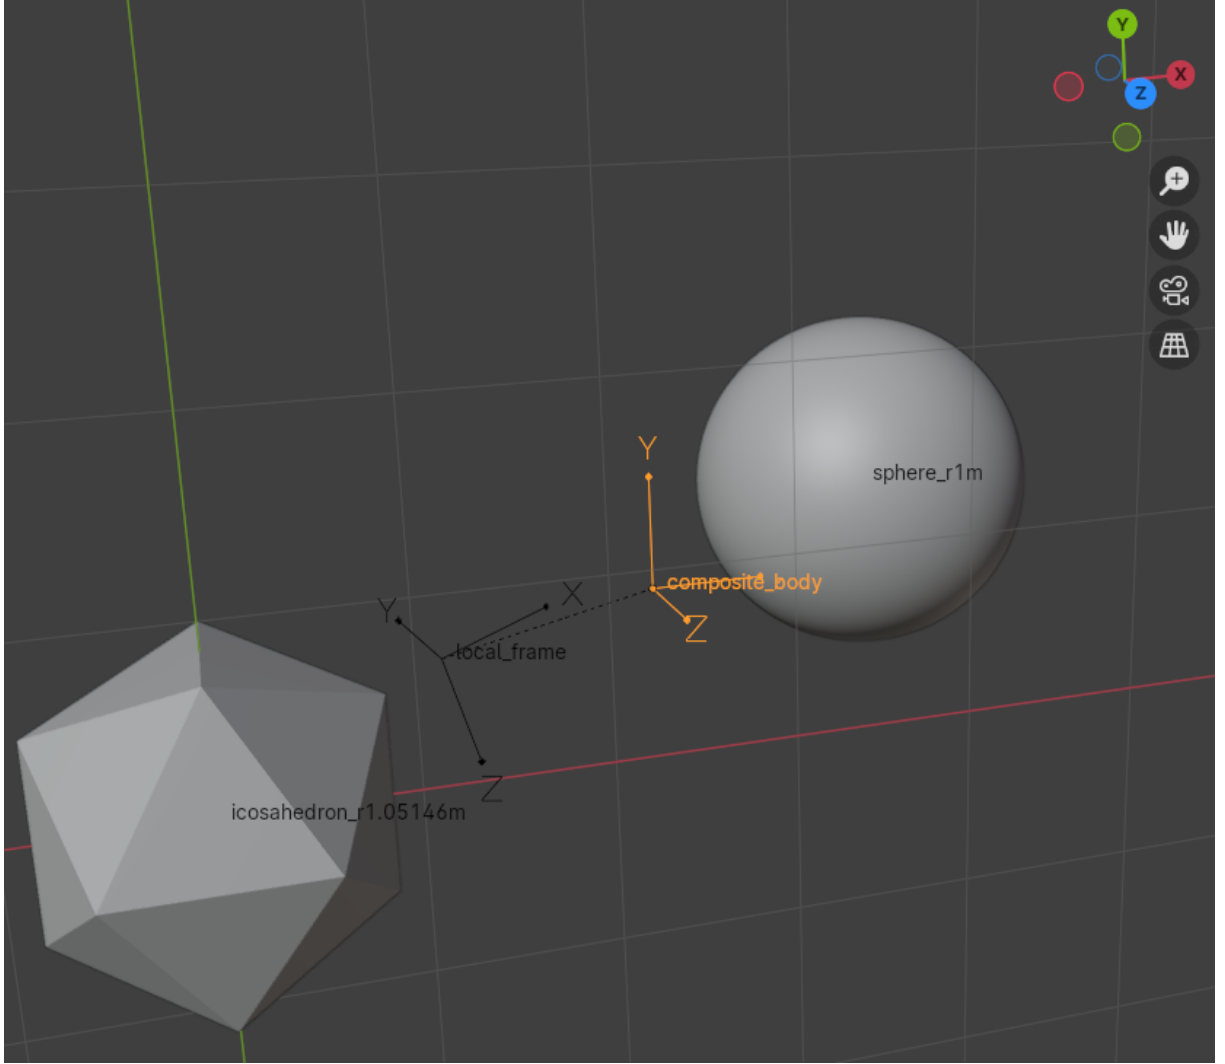 Y
X
Z
Y
sphere_r1m
composite_body
Z
Y
X
local_frame
Z
icosahedron_r1.05146m